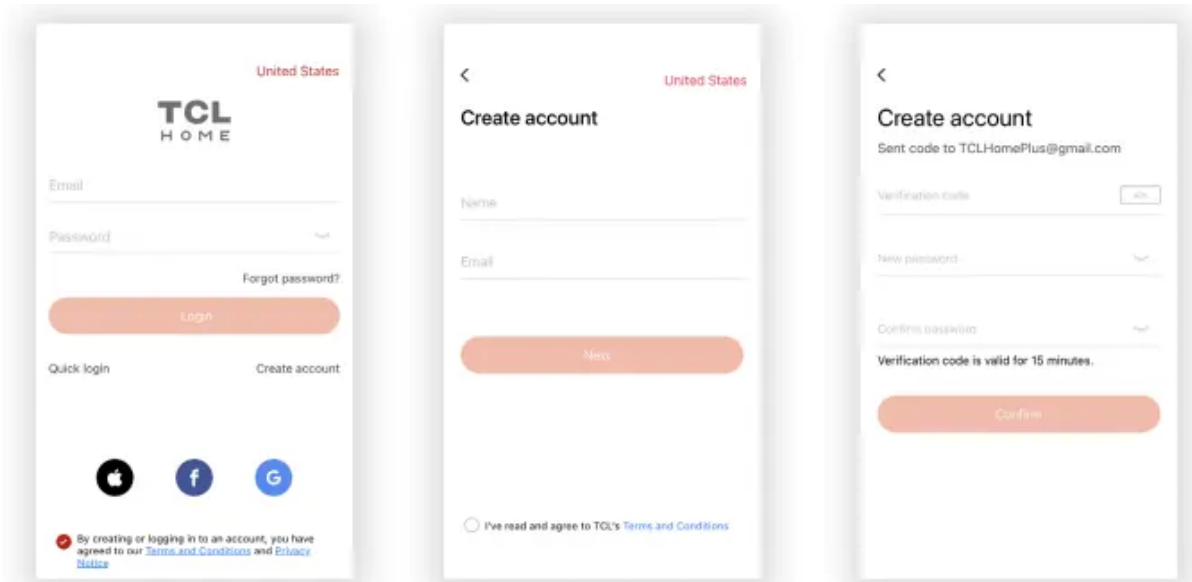 United States
TCL
HOME
Email
Password
Forgot password?
Login
Quick login
Create account
f
G
By creating or logging in to an account, you have
agreed to our Terms and Conditions and Privacy
Notice
United States
Create account
Name
Email
Next
I've read and agree to TCL's Terms and Conditions
Create account
Sent code to TCLHomePlus@gmail.com
Verification code
New password
Confirm password
Verification code is valid for 15 minutes.
Confirm